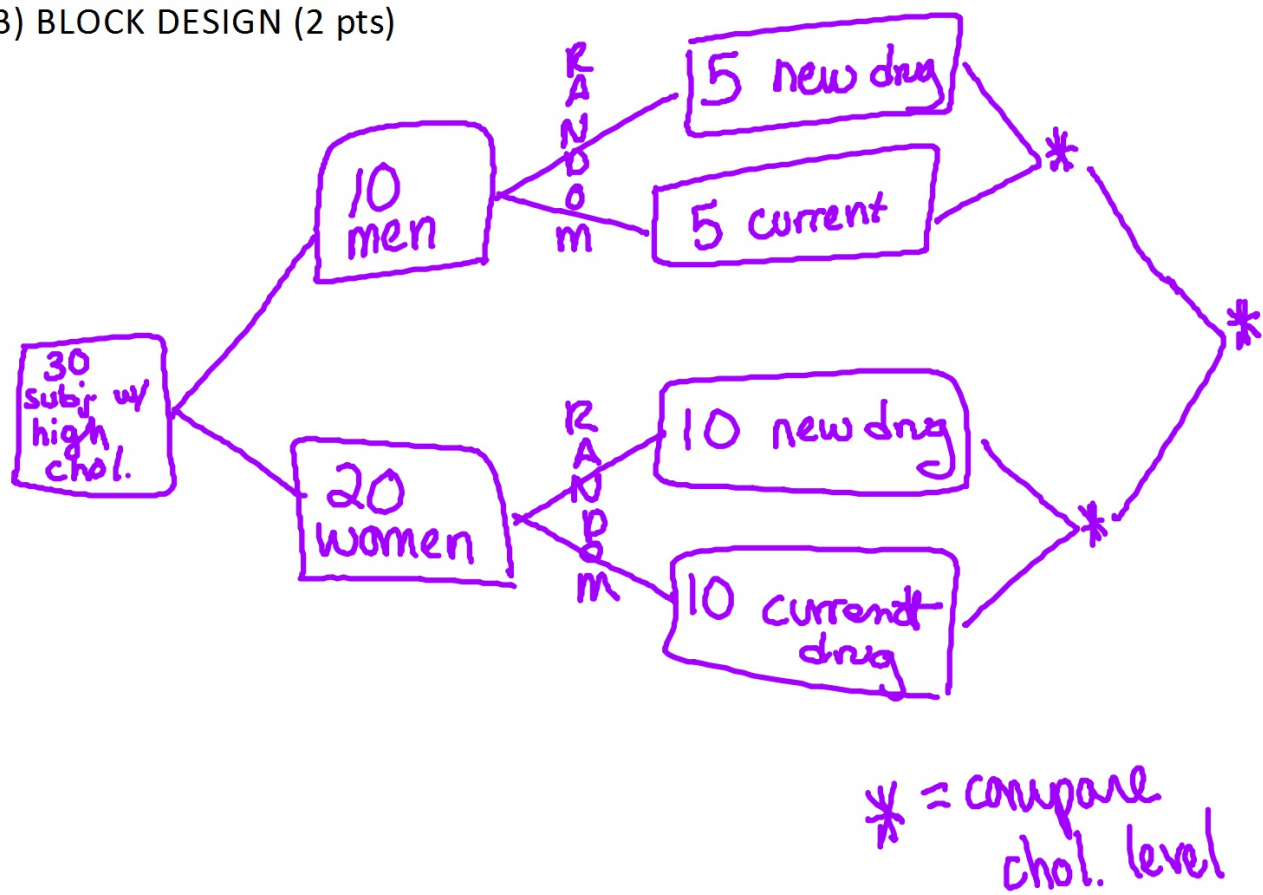 3) BLOCK DESIGN (2 pts)
30
subj w/
high
chol.
10
men
R
A
N
D
O
M
5 new drug
5 current
*
20
women
R
A
N
D
O
M
10 new drug
10 current
drug
*
*
* = compare
chol. level